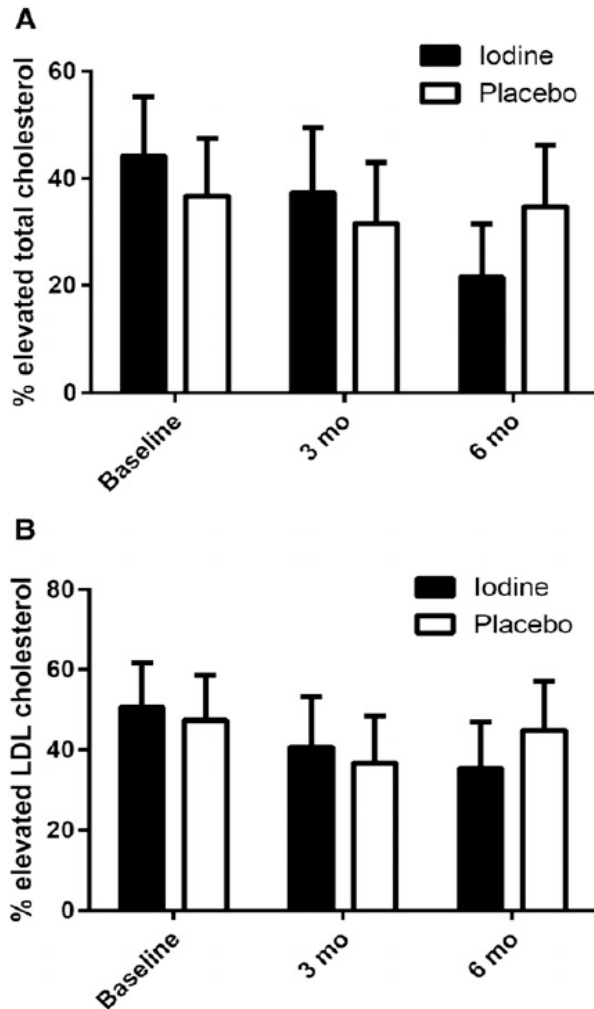 A
Iodine
Placebo
% elevated total cholesterol
60
40
20
0
Baseline
3 mo
6 mo
B
Iodine
Placebo
% elevated LDL cholesterol
80
60
40
20
0
Baseline
3 mo
6 mo